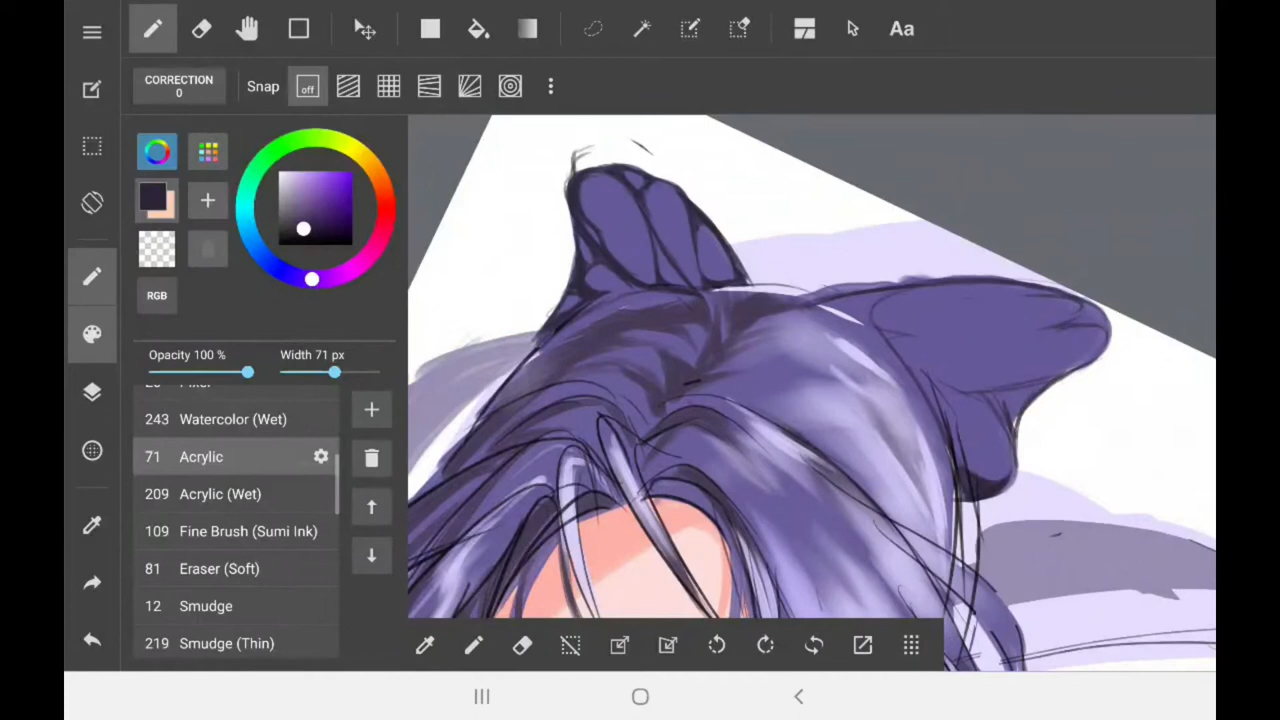 Aa
CORRECTION
0
Snap
off
RGB
Opacity 100 %
Width 71 px
243 Watercolor (Wet)
71 Acrylic
209 Acrylic (Wet)
109 Fine Brush (Sumi Ink)
81 Eraser (Soft)
12 Smudge
219 Smudge (Thin)